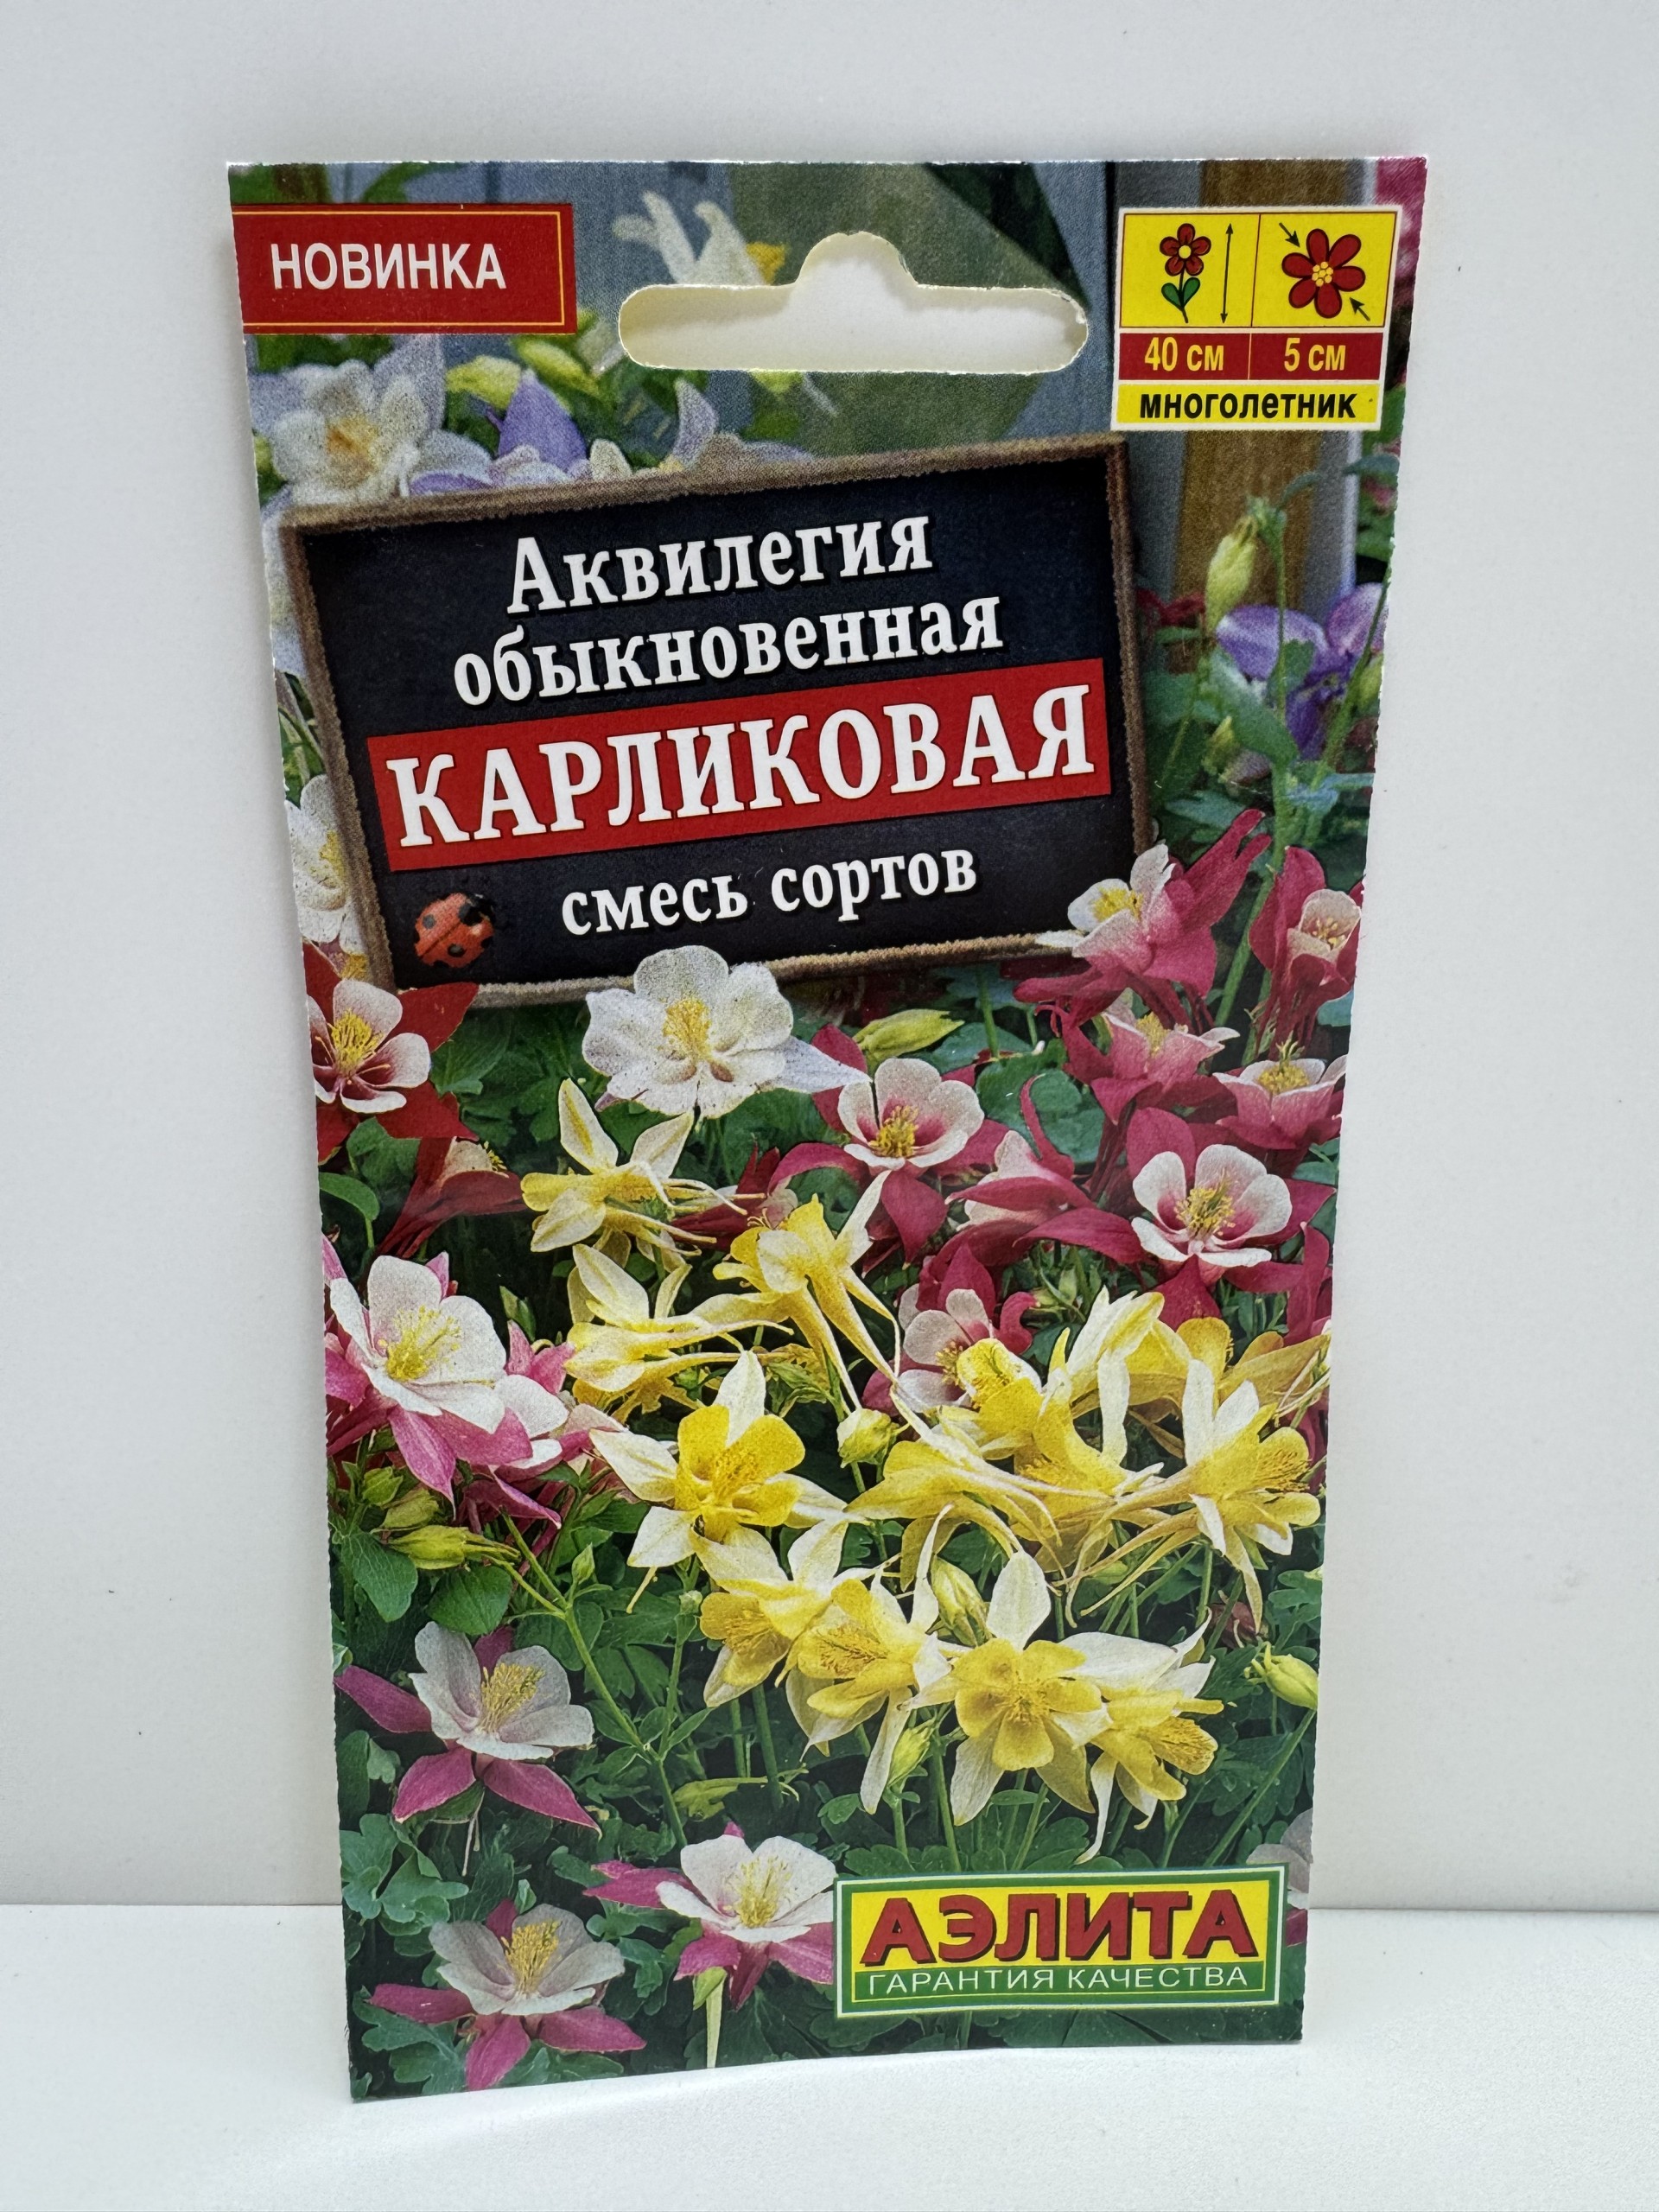 НОВИНКА
40 см 5 см
многолетник
Аквилегия
обыкновенная
КАРЛИКОВАЯ
смесь сортов
АЭЛИТА
ГАРАНТИЯ КАЧЕСТВА